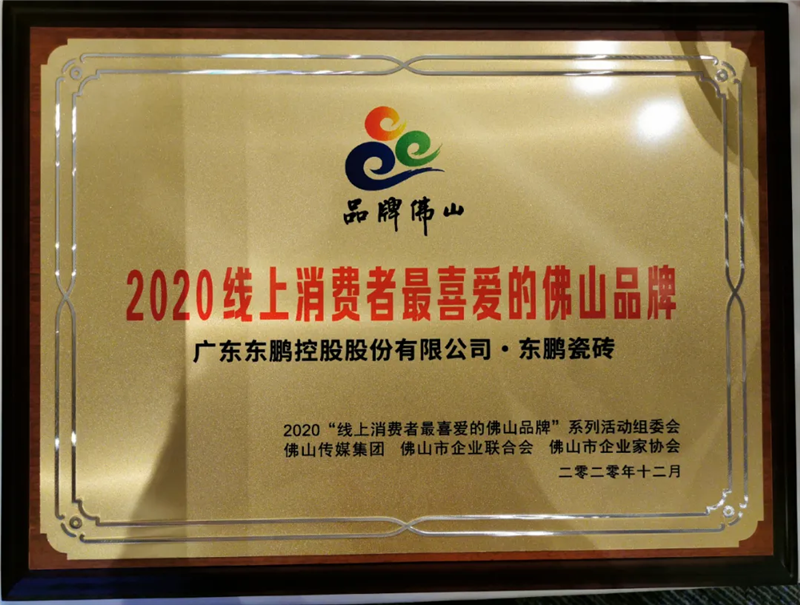 品牌佛山
2020线上消费者最喜爱的佛山品牌
广东东鹏控股股份有限公司·东鹏瓷砖
2020“线上消费者最喜爱的佛山品牌”系列活动组委会
佛山传媒集团 佛山市企业联合会 佛山市企业家协会
二零二零年十二月